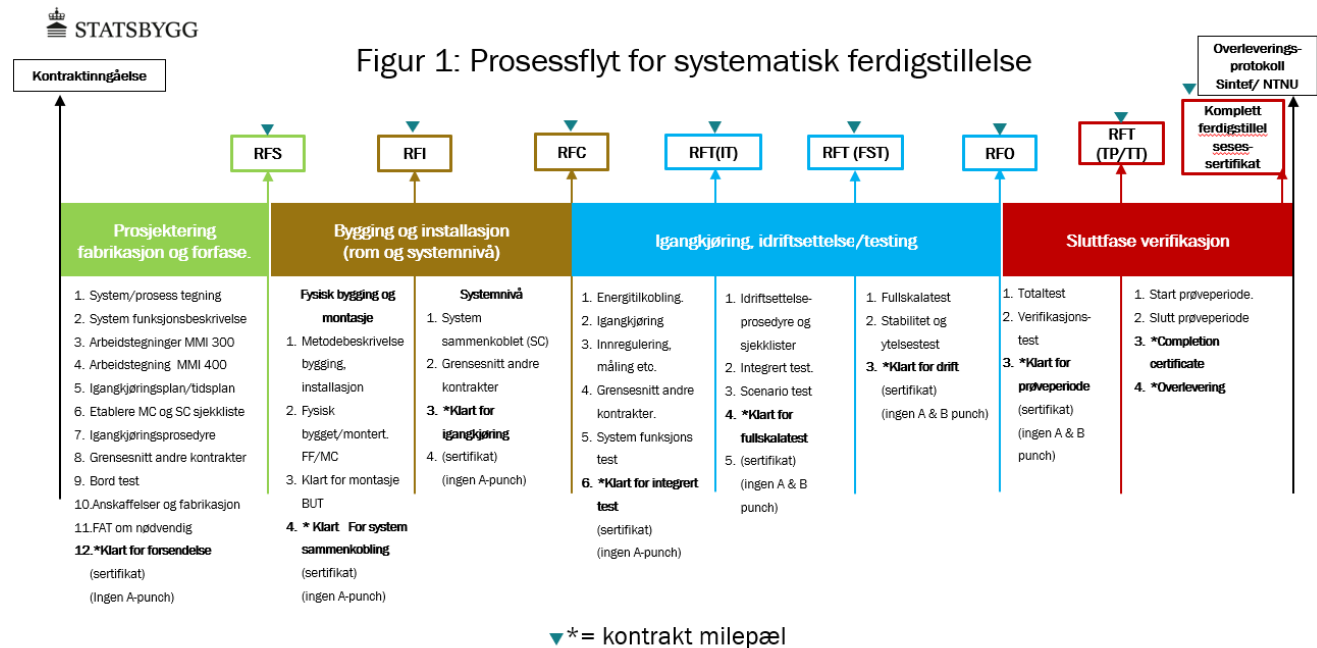 STATSBYGG
Figur 1: Prosessflyt for systematisk ferdigstillelse
Kontraktinngåelse
Overleverings-
protokoll
Sintef/ NTNU
RFS
RFI
RFC
RFT(IT)
RFT (FST)
RFO
RFT
(TP/TT)
Komplett
ferdigstillel
seses-
sertifikat
Prosjektering
fabrikasjon og forfase.
Bygging og installasjon
(rom og systemnivå)
Igangkjøring, idriftsettelse/testing
Sluttfase verifikasjon
1. System/prosess tegning
2. System funksjonsbeskrivelse
3. Arbeidstegninger MMI 300
4. Arbeidstegning MMI 400
5. Igangkjøringsplan/tidsplan
6. Etablere MC og SC sjekkliste
7. Igangkjøringsprosedyre
8. Grensesnitt andre kontrakter
9. Bord test
10.Anskaffelser og fabrikasjon
11.FAT om nødvendig
12.*Klart for forsendelse
(sertifikat)
(Ingen A-punch)
Fysisk bygging og
montasje
1. Metodebeskrivelse
bygging,
installasjon
2. Fysisk
bygget/montert.
FF/MC
3. Klart for montasje
BUT
4. * Klart For system
sammenkobling
(sertifikat)
(ingen A-punch)
Systemnivå
1. System
sammenkoblet (SC)
2. Grensesnitt andre
kontrakter
3. *Klart for
igangkjøring
4. (sertifikat)
(ingen A-punch)
1. Energitilkobling.
2. Igangkjøring
3. Innregulering,
måling etc.
4. Grensesnitt andre
kontrakter.
5. System funksjons
test
6. *Klart for integrert
test
(sertifikat)
(ingen A-punch)
1. Idriftsettelse-
prosedyre og
sjekklister
2. Integrert test.
3. Scenario test
4. *Klart for
fullskalatest
5. (sertifikat)
(ingen A & B
punch)
1. Fullskalatest
2. Stabilitet og
ytelsestest
3. *Klart for drift
(sertifikat)
(ingen A & B punch)
1. Totaltest
2. Verifikasjons-
test
3. *Klart for
prøveperiode
(sertifikat)
(ingen A & B
punch)
1. Start prøveperiode.
2. Slutt prøveperiode
3. *Completion
certificate
4. *Overlevering
*= kontrakt milepæl